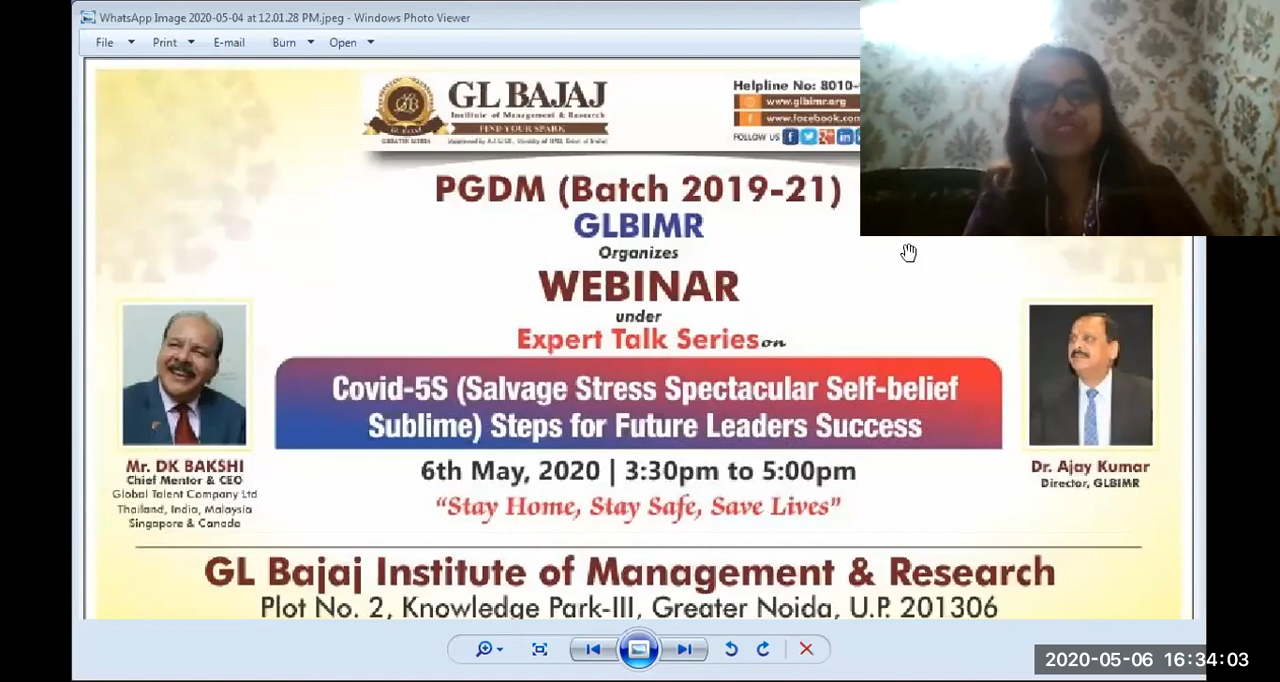 WhatsApp Image 2020-05-04 at 12.01.28 PM.jpeg - Windows Photo Viewer
File Print E-mail Burn Open
GL BAJAJ
Institute of Management & Research
FIND YOUR SPARK
GL BAJAJ
GREATER NOIDA
Helpline No: 8010-
www.glbimr.org
www.facebook.com
FOLLOW US
PGDM (Batch 2019-21)
GLBIMR
Organizes
WEBINAR
under
Expert Talk Series on
Covid-5S (Salvage Stress Spectacular Self-belief
Sublime) Steps for Future Leaders Success
6th May, 2020 | 3:30pm to 5:00pm
"Stay Home, Stay Safe, Save Lives"
Mr. DK BAKSHI
Chief Mentor & CEO
Global Talent Company Ltd
Thailand, India, Malaysia
Singapore & Canada
Dr. Ajay Kumar
Director, GLBIMR
GL Bajaj Institute of Management & Research
Plot No. 2, Knowledge Park-III, Greater Noida, U.P. 201306
2020-05-06 16:34:03